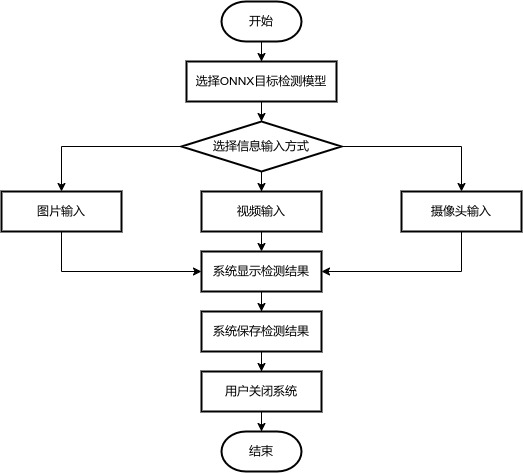 开始
选择ONNX目标检测模型
选择信息输入方式
图片输入
视频输入
摄像头输入
系统显示检测结果
系统保存检测结果
用户关闭系统
结束